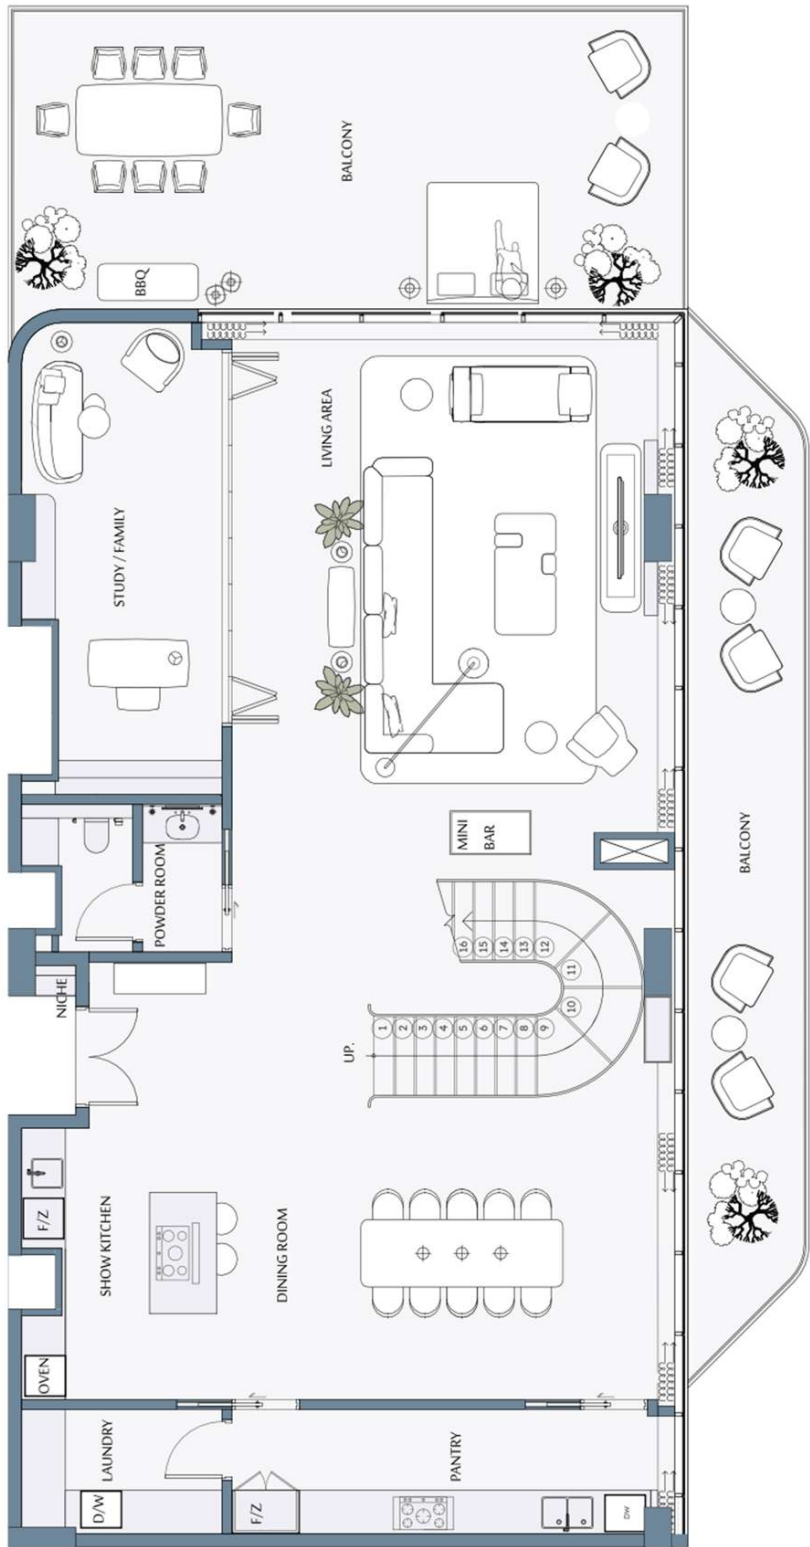 BALCONY
BBQ
LIVING AREA
STUDY / FAMILY
MINI
BAR
BALCONY
POWDER ROOM
NICHE
UP.
1
2
3
4
5
6
7
8
9
10
11
12
13
14
15
16
SHOW KITCHEN
F/Z
DINING ROOM
OVEN
LAUNDRY
D/W
F/Z
PANTRY
DW